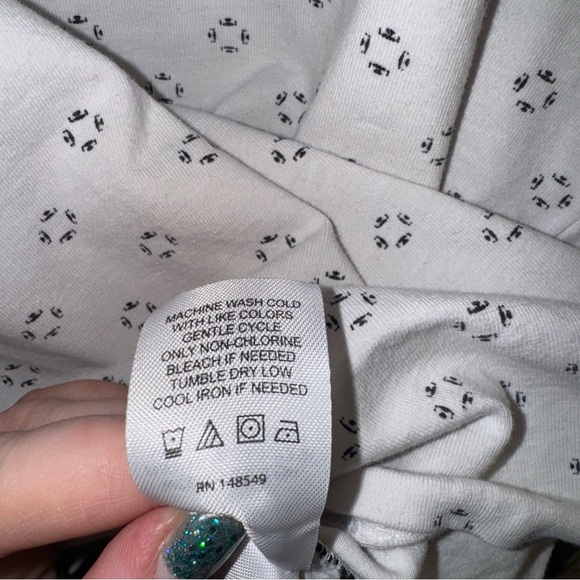 MACHINE WASH COLD
WITH LIKE COLORS
GENTLE CYCLE
ONLY NON-CHLORINE
BLEACH IF NEEDED
TUMBLE DRY LOW
COOL IRON IF NEEDED
RN 148549